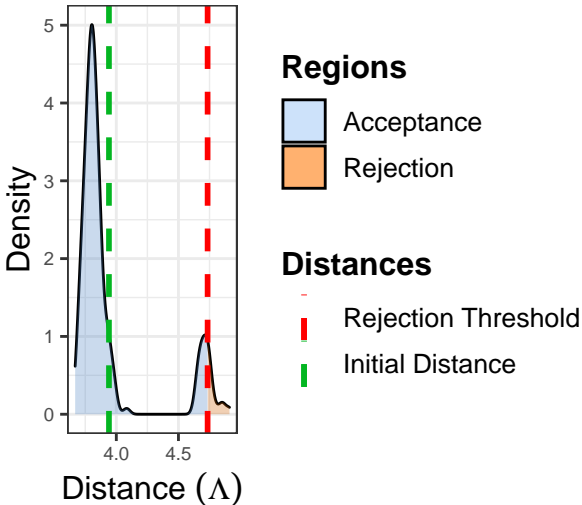 5
4
3
2
1
0
Density
4.0 4.5
Distance (Λ)
Regions
Acceptance
Rejection
Distances
Rejection Threshold
Initial Distance